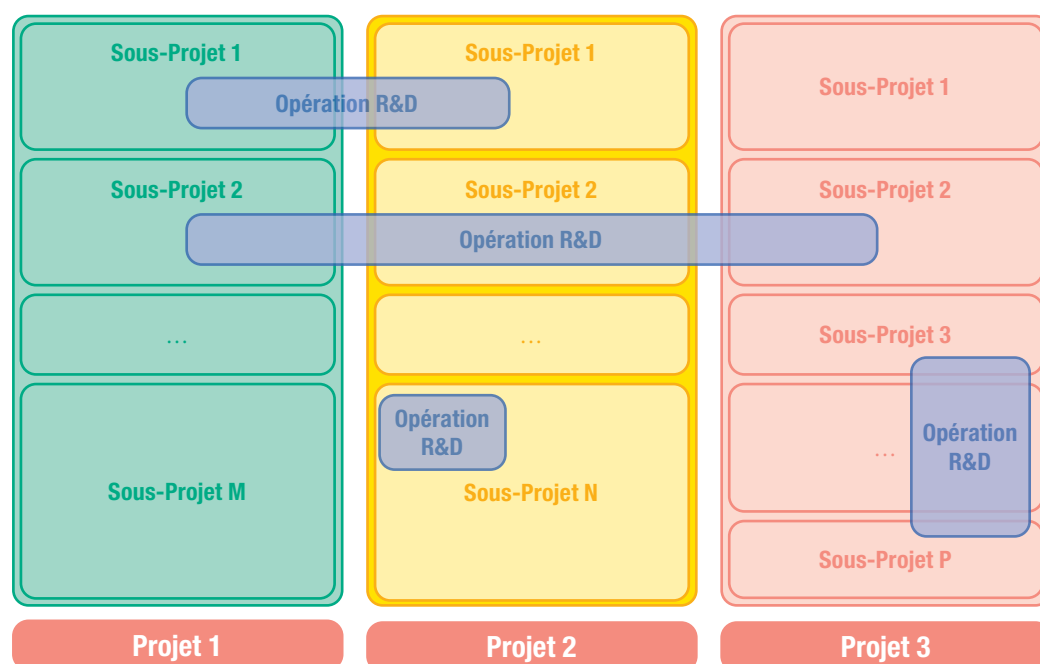 Sous-Projet 1
Sous-Projet 1
Sous-Projet 1
Opération R&D
Sous-Projet 2
Sous-Projet 2
Sous-Projet 2
Opération R&D
...
...
Sous-Projet 3
Opération
R&D
Opération
R&D
...
Sous-Projet M
Sous-Projet N
Sous-Projet P
Projet 1
Projet 2
Projet 3